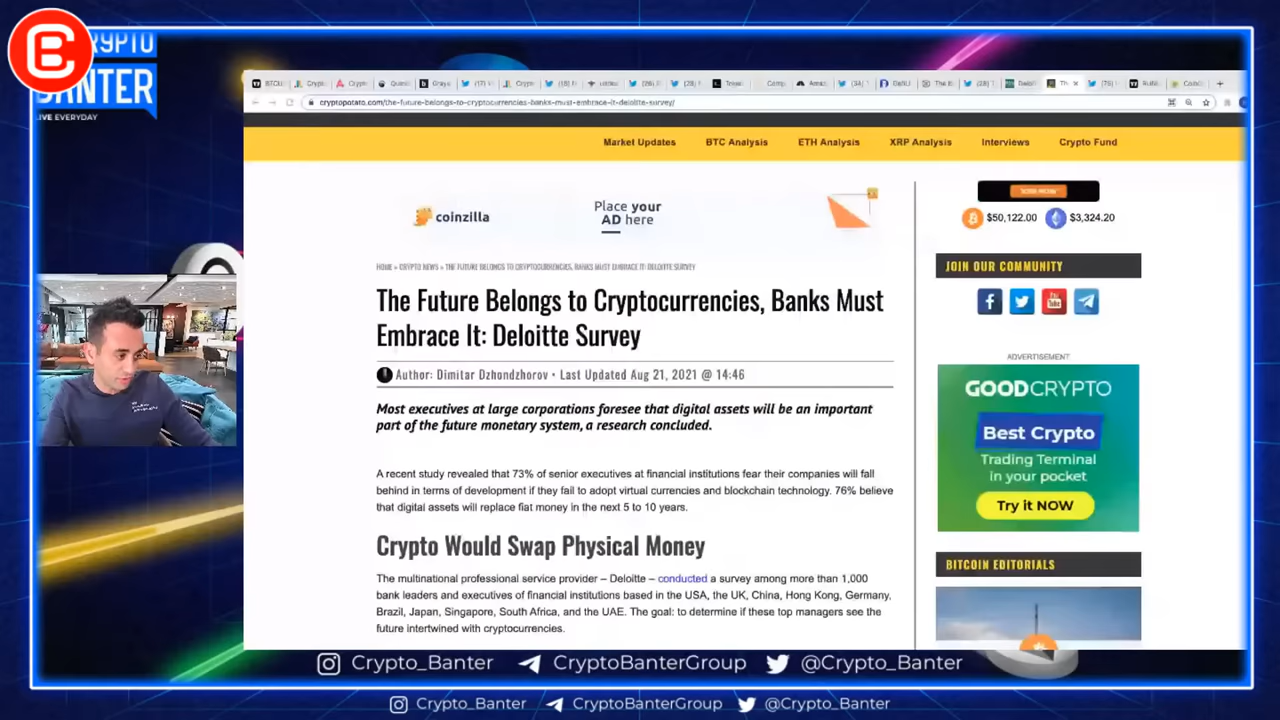 CRYPTO
BANTER
LIVE EVERYDAY
cryptopotato.com/the-future-belongs-to-cryptocurrencies-banks-must-embrace-it-deloitte-survey/
Market Updates BTC Analysis ETH Analysis XRP Analysis Interviews Crypto Fund
coinzilla
Place your
AD here
$50,122.00 $3,324.20
HOME » CRYPTO NEWS » THE FUTURE BELONGS TO CRYPTOCURRENCIES, BANKS MUST EMBRACE IT: DELOITTE SURVEY
The Future Belongs to Cryptocurrencies, Banks Must
Embrace It: Deloitte Survey
Author: Dimitar Dzhondzhorov • Last Updated Aug 21, 2021 @ 14:46
Most executives at large corporations foresee that digital assets will be an important
part of the future monetary system, a research concluded.
A recent study revealed that 73% of senior executives at financial institutions fear their companies will fall
behind in terms of development if they fail to adopt virtual currencies and blockchain technology. 76% believe
that digital assets will replace fiat money in the next 5 to 10 years.
Crypto Would Swap Physical Money
The multinational professional service provider – Deloitte – conducted a survey among more than 1,000
bank leaders and executives of financial institutions based in the USA, the UK, China, Hong Kong, Germany,
Brazil, Japan, Singapore, South Africa, and the UAE. The goal: to determine if these top managers see the
future intertwined with cryptocurrencies.
JOIN OUR COMMUNITY
ADVERTISEMENT
GOODCRYPTO
Best Crypto
Trading Terminal
in your pocket
Try it NOW
BITCOIN EDITORIALS
Crypto_Banter CryptoBanterGroup @Crypto_Banter
Crypto_Banter CryptoBanterGroup @Crypto_Banter